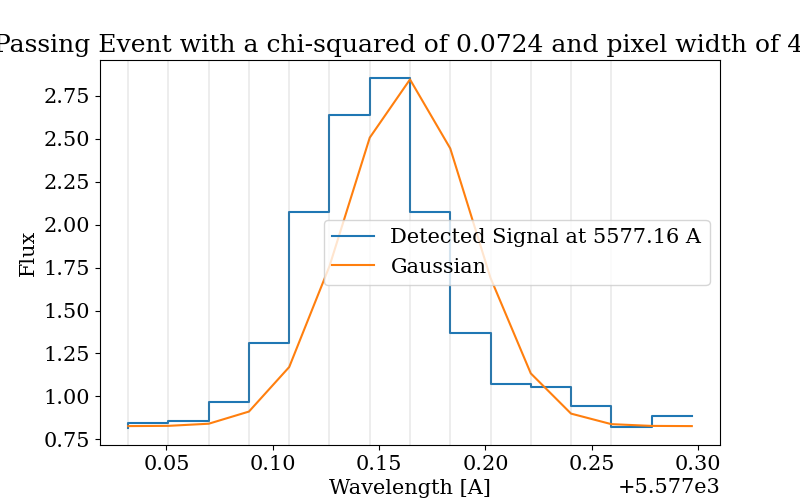 Passing Event with a chi-squared of 0.0724 and pixel width of 4
2.75
2.50
2.25
2.00
1.75
1.50
1.25
1.00
0.75
Flux
Detected Signal at 5577.16 A
Gaussian
0.05
0.10
0.15
0.20
0.25
0.30
Wavelength [A]
+5.577e3